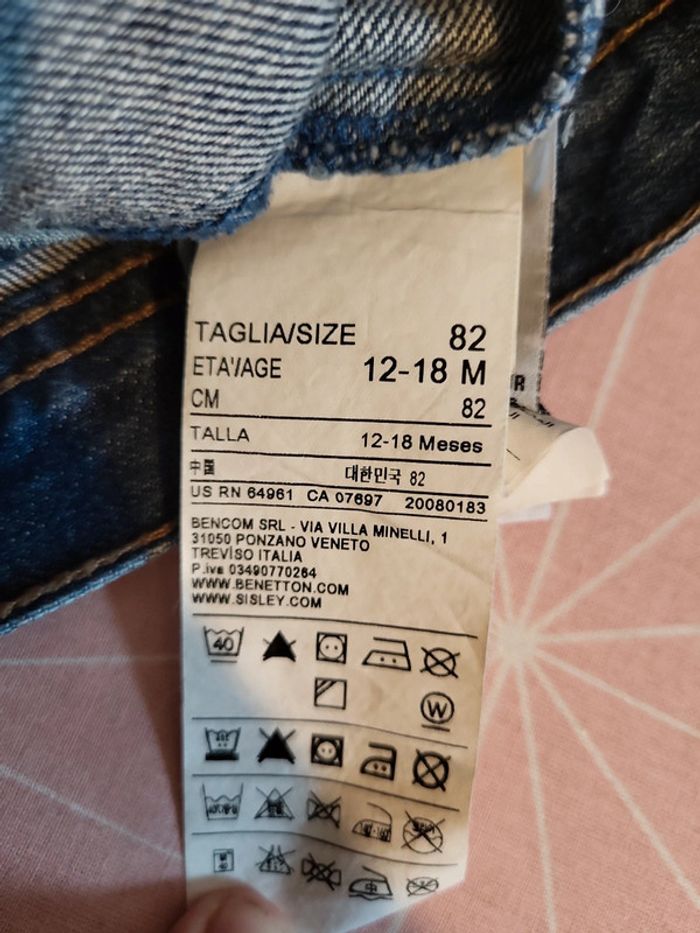 TAGLIA/SIZE 82
ETA'/AGE 12-18 M
CM 82
TALLA 12-18 Meses
中国 대한민국 82
US RN 64961 CA 07697 20080183
BENCOM SRL - VIA VILLA MINELLI, 1
31050 PONZANO VENETO
TREVISO ITALIA
P.iva 03490770264
WWW.BENETTON.COM
WWW.SISLEY.COM
40
W
R